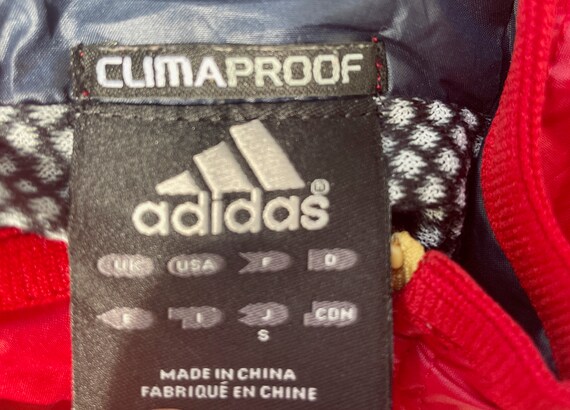 CLIMAPROOF
adidas®
UK USA F D
E I J CDN
S
MADE IN CHINA
FABRIQUÉ EN CHINE